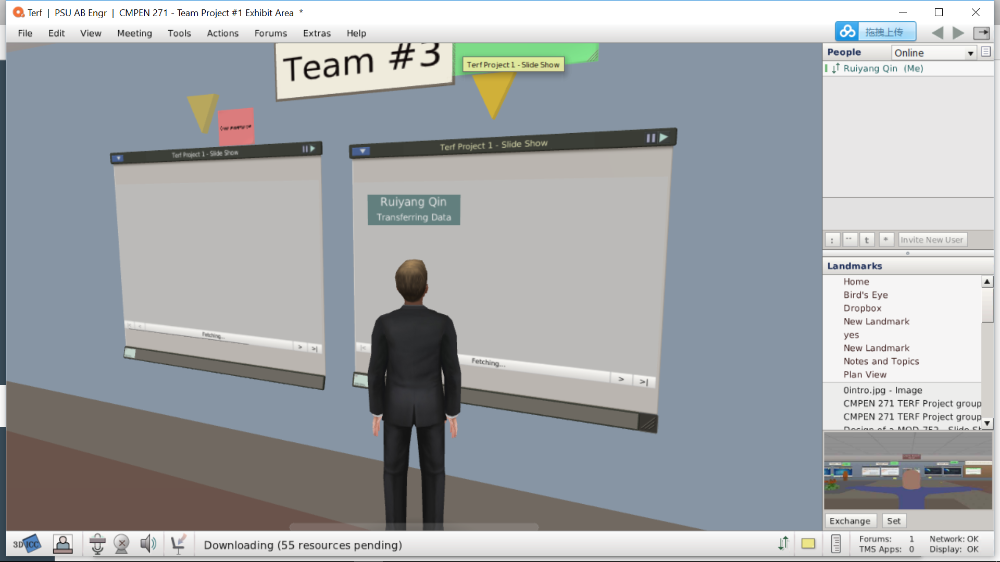 Terf | PSU AB Engr | CMPEN 271 - Team Project #1 Exhibit Area *
File Edit View Meeting Tools Actions Forums Extras Help
拖拽上传
Team #3
Terf Project 1 - Slide Show
Terf Project 1 - Slide Show
Terf Project 1 - Slide Show
Ruiyang Qin
Transferring Data
Fetching...
> >|
|<
Fetching...
> >|
People
Online
Ruiyang Qin (Me)
: -- t * Invite New User
Landmarks
Home
Bird's Eye
Dropbox
New Landmark
yes
New Landmark
Notes and Topics
Plan View
0intro.jpg - Image
CMPEN 271 TERF Project group
CMPEN 271 TERF Project group
Exchange Set
3DICC
Downloading (55 resources pending)
Forums: 1 Network: OK
TMS Apps: 0 Display: OK